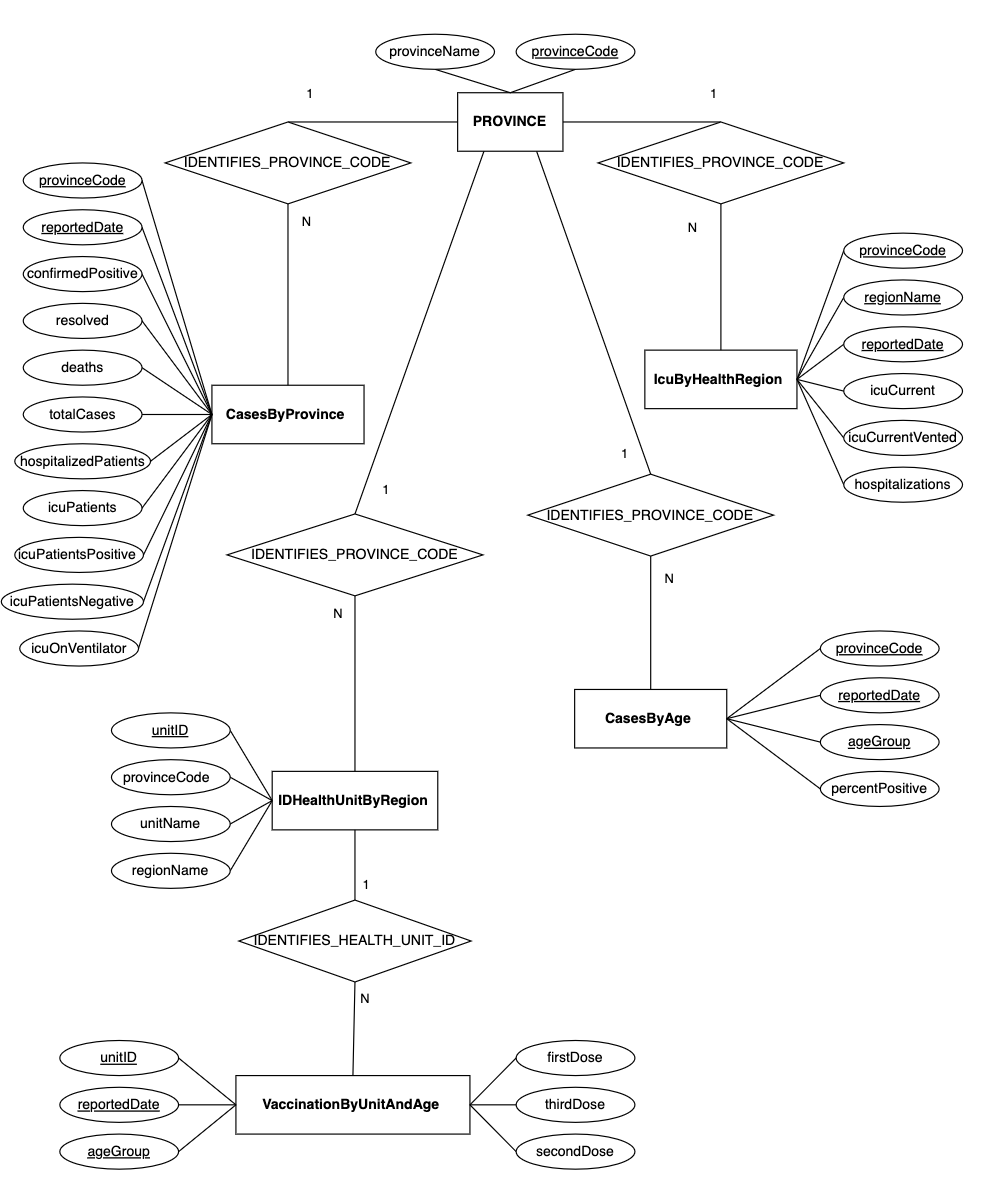 provinceName
provinceCode
1
1
PROVINCE
IDENTIFIES_PROVINCE_CODE
IDENTIFIES_PROVINCE_CODE
N
N
provinceCode
reportedDate
confirmedPositive
resolved
deaths
totalCases
hospitalizedPatients
icuPatients
icuPatientsPositive
icuPatientsNegative
icuOnVentilator
CasesByProvince
provinceCode
regionName
reportedDate
icuCurrent
icuCurrentVented
hospitalizations
IcuByHealthRegion
1
1
IDENTIFIES_PROVINCE_CODE
IDENTIFIES_PROVINCE_CODE
N
N
provinceCode
reportedDate
ageGroup
percentPositive
CasesByAge
unitID
provinceCode
unitName
regionName
IDHealthUnitByRegion
1
IDENTIFIES_HEALTH_UNIT_ID
N
unitID
reportedDate
ageGroup
VaccinationByUnitAndAge
firstDose
thirdDose
secondDose